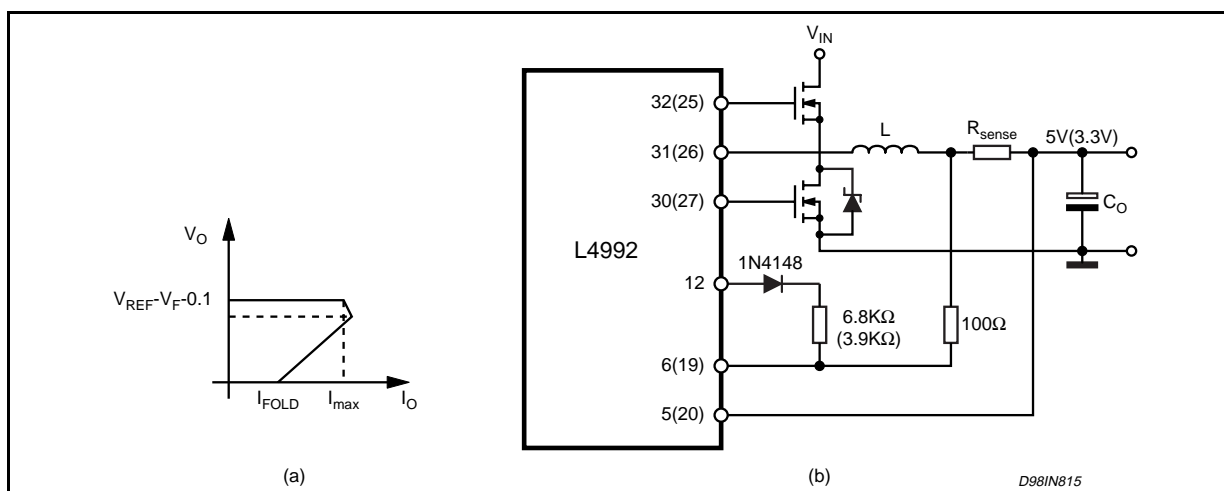 V_O
V_REF-V_F-0.1
I_FOLD
I_max
I_O
(a)
V_IN
32(25)
31(26)
L
R_sense
5V(3.3V)
30(27)
C_O
L4992
1N4148
12
6.8KΩ
(3.9KΩ)
100Ω
6(19)
5(20)
(b)
D98IN815